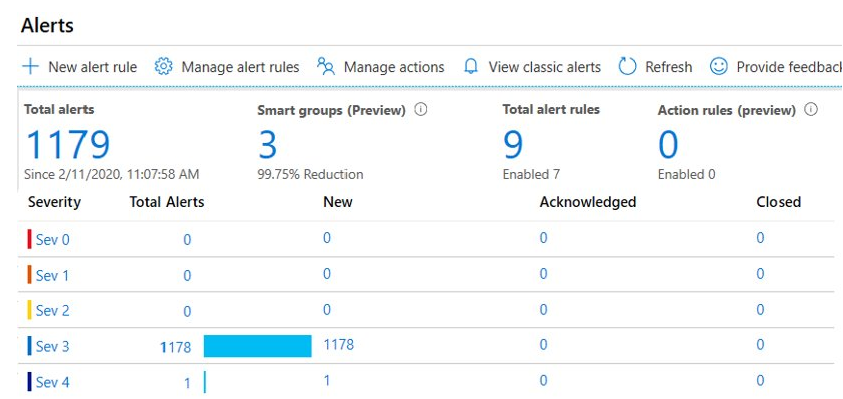 Alerts
New alert rule Manage alert rules Manage actions View classic alerts Refresh Provide feedback
Total alerts Smart groups (Preview) Total alert rules Action rules (preview)
1179 3 9 0
Since 2/11/2020, 11:07:58 AM 99.75% Reduction Enabled 7 Enabled 0
Severity Total Alerts New Acknowledged Closed
Sev 0 0 0 0 0
Sev 1 0 0 0 0
Sev 2 0 0 0 0
Sev 3 1178 1178 0 0
Sev 4 1 1 0 0